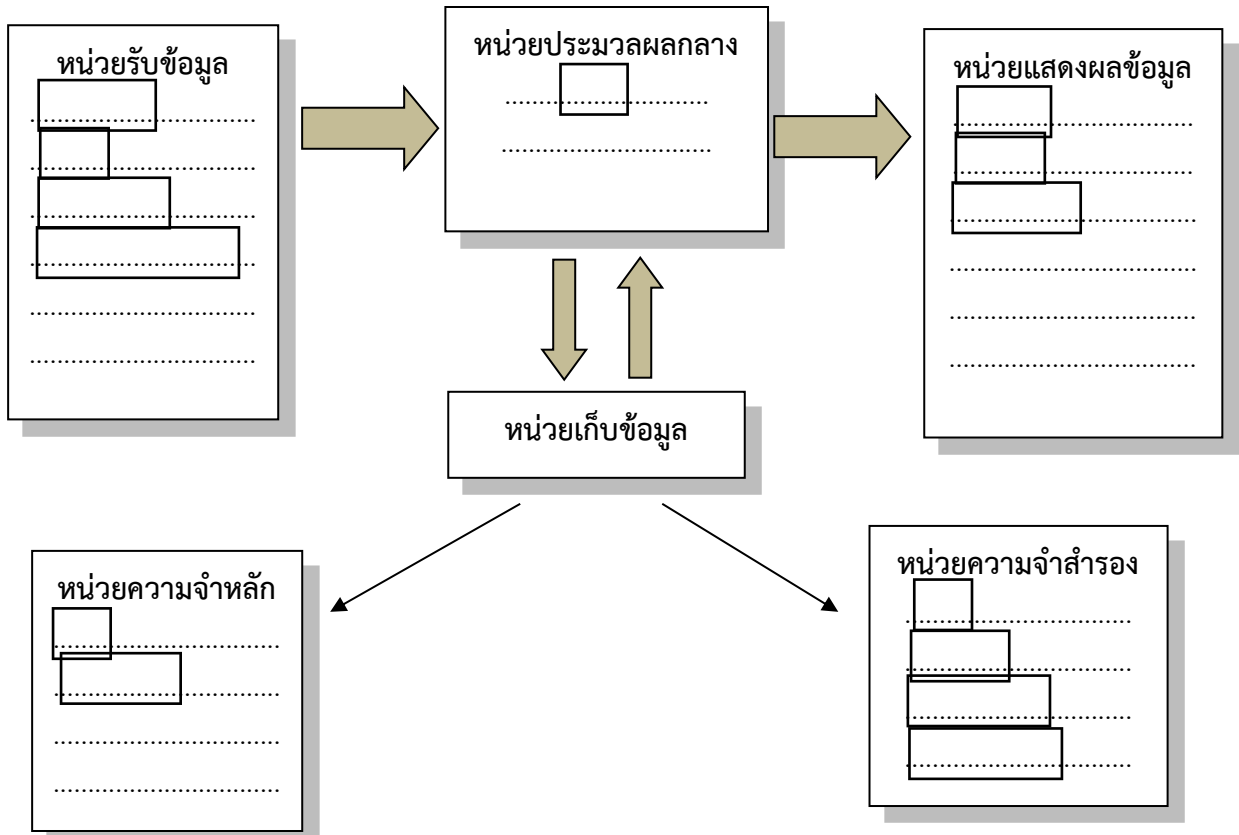 หน่วยรับข้อมูล
หน่วยประมวลผลกลาง
หน่วยแสดงผลข้อมูล
หน่วยเก็บข้อมูล
หน่วยความจำหลัก
หน่วยความจำสำรอง